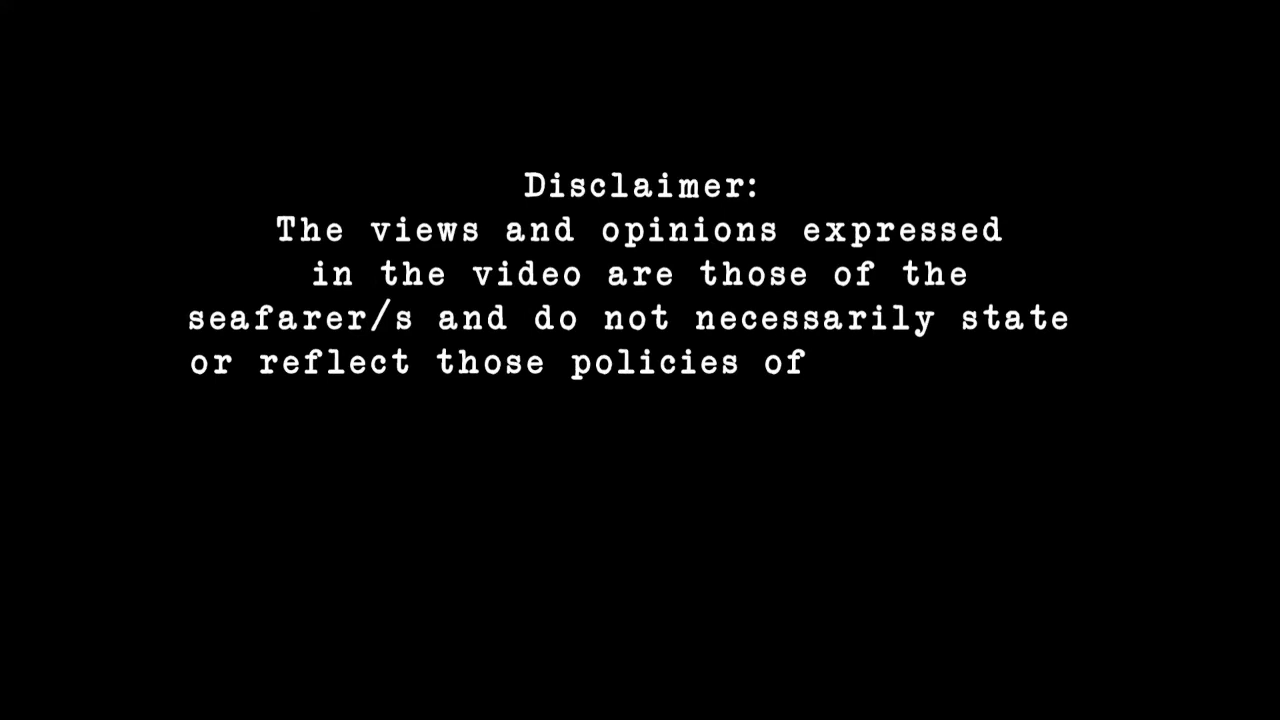 Disclaimer:
The views and opinions expressed
in the video are those of the
seafarer/s and do not necessarily state
or reflect those policies of